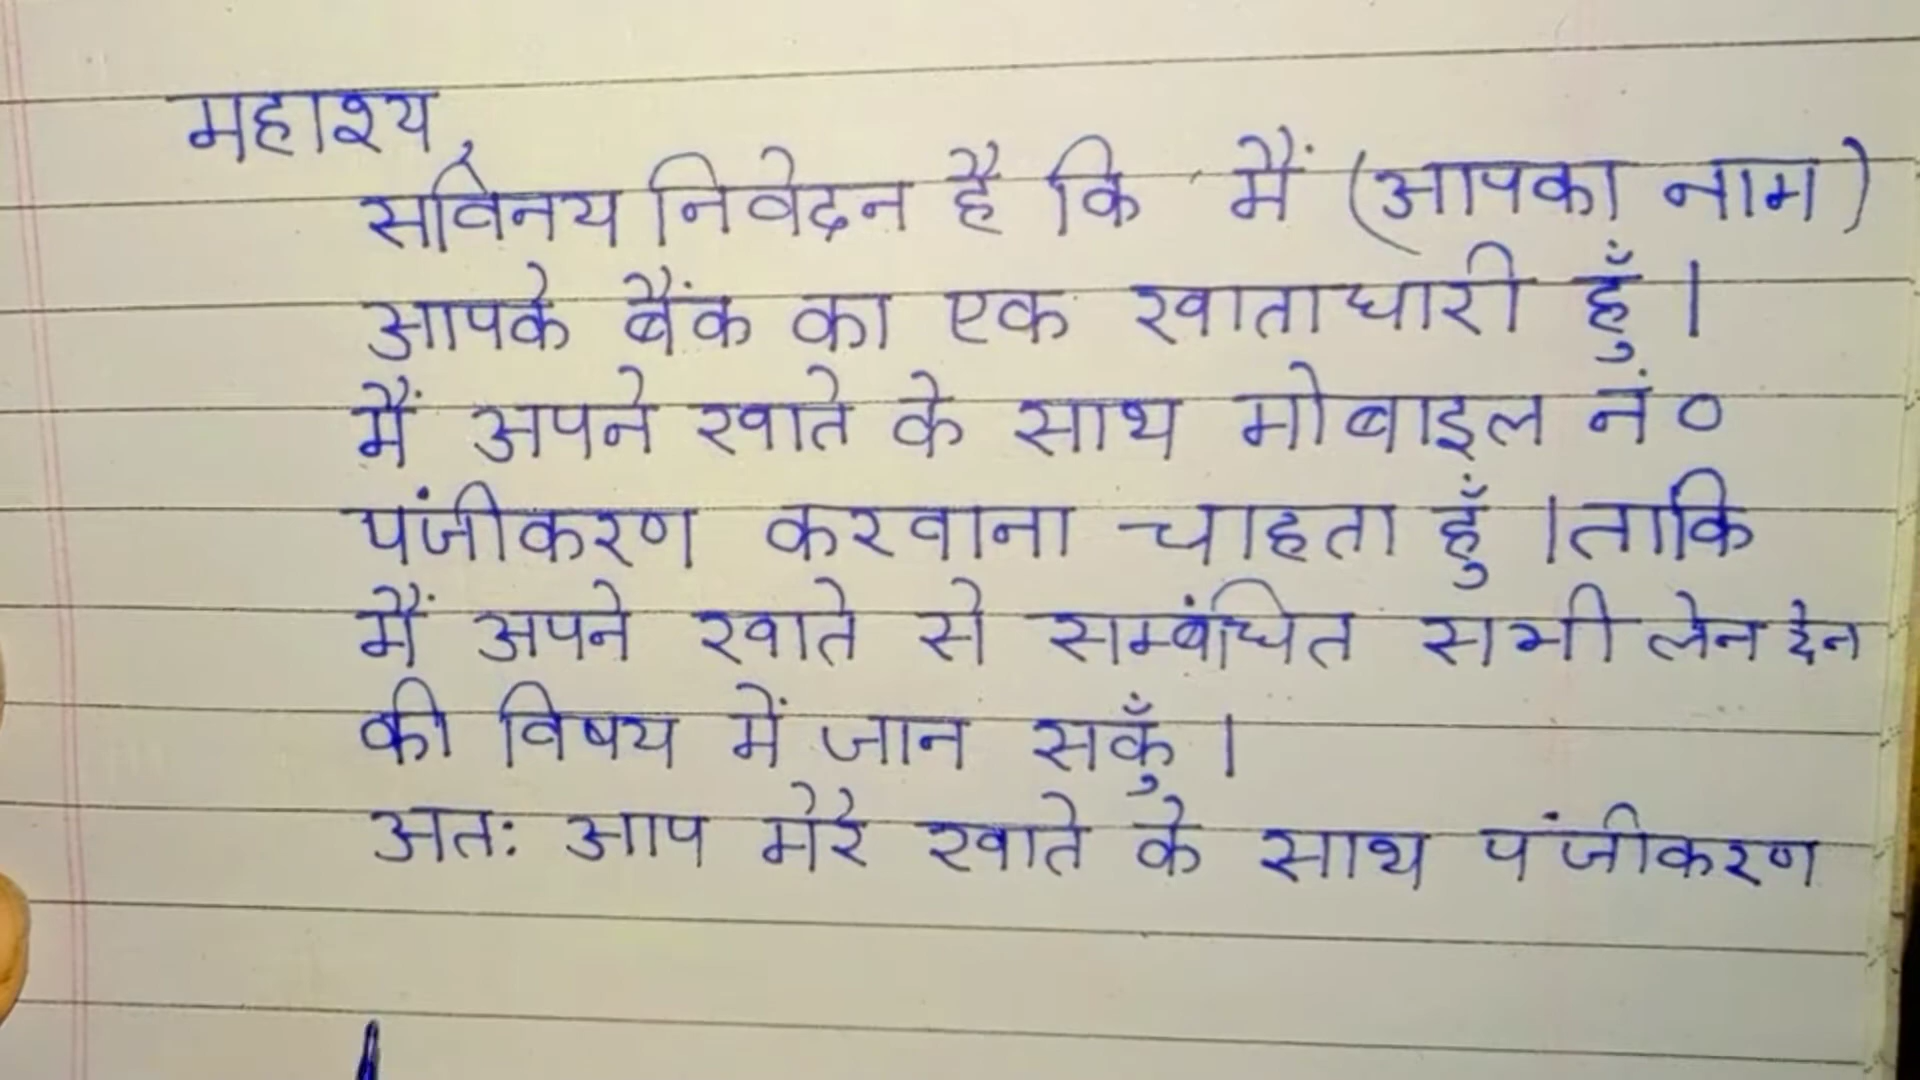 महाश्य,
सविनय निवेदन है कि मैं (आपका नाम)
आपके बैंक का एक खाताधारी हुँ ।
मैं अपने खाते के साथ मोबाइल नं०
पंजीकरण करवाना चाहता हुँ । ताकि
मैं अपने खाते से सम्बंधित सभी लेन देन
की विषय में जान सकुँ ।
अतः आप मेरे खाते के साथ पंजीकरण